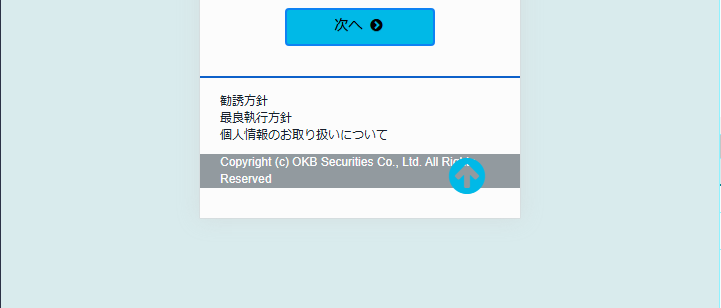 次へ
勧誘方針
最良執行方針
個人情報のお取り扱いについて
Copyright (c) OKB Securities Co., Ltd. All Rights
Reserved